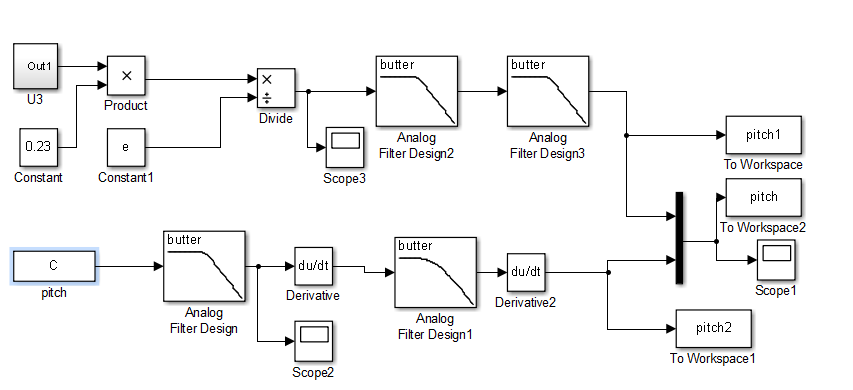 Out1
U3
×
Product
0.23
Constant
e
Constant1
×
÷
Divide
Scope3
butter
Analog
Filter Design2
butter
Analog
Filter Design3
pitch1
To Workspace
pitch
To Workspace2
Scope1
C
pitch
butter
Analog
Filter Design
du/dt
Derivative
Scope2
butter
Analog
Filter Design1
du/dt
Derivative2
pitch2
To Workspace1